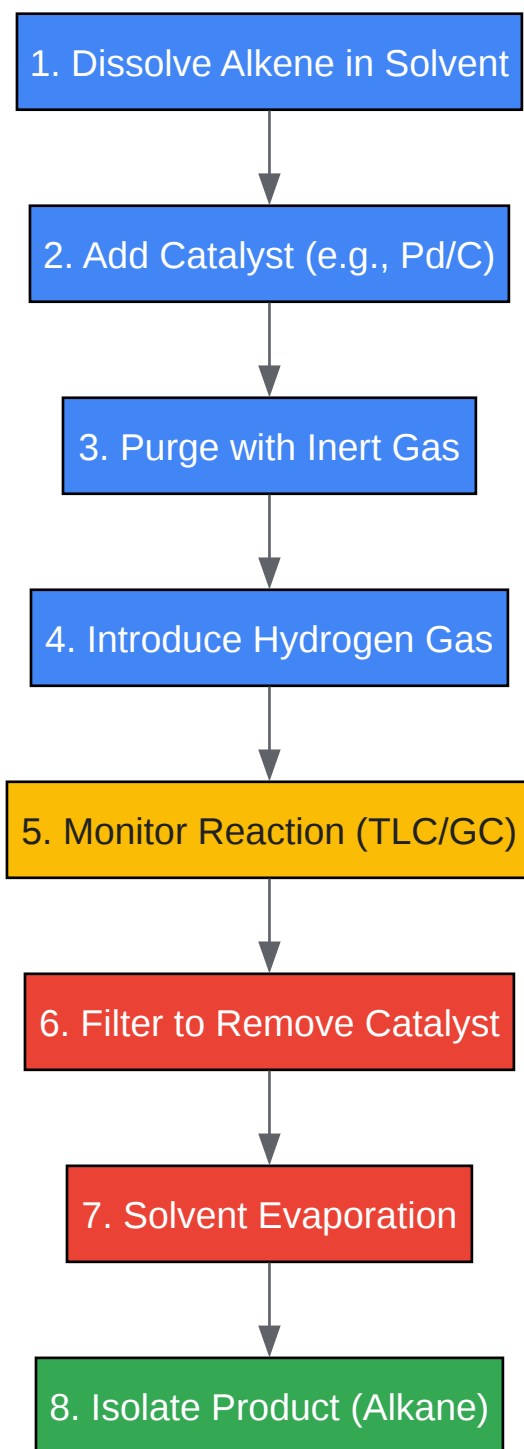 1. Dissolve Alkene in Solvent
2. Add Catalyst (e.g., Pd/C)
3. Purge with Inert Gas
4. Introduce Hydrogen Gas
5. Monitor Reaction (TLC/GC)
6. Filter to Remove Catalyst
7. Solvent Evaporation
8. Isolate Product (Alkane)